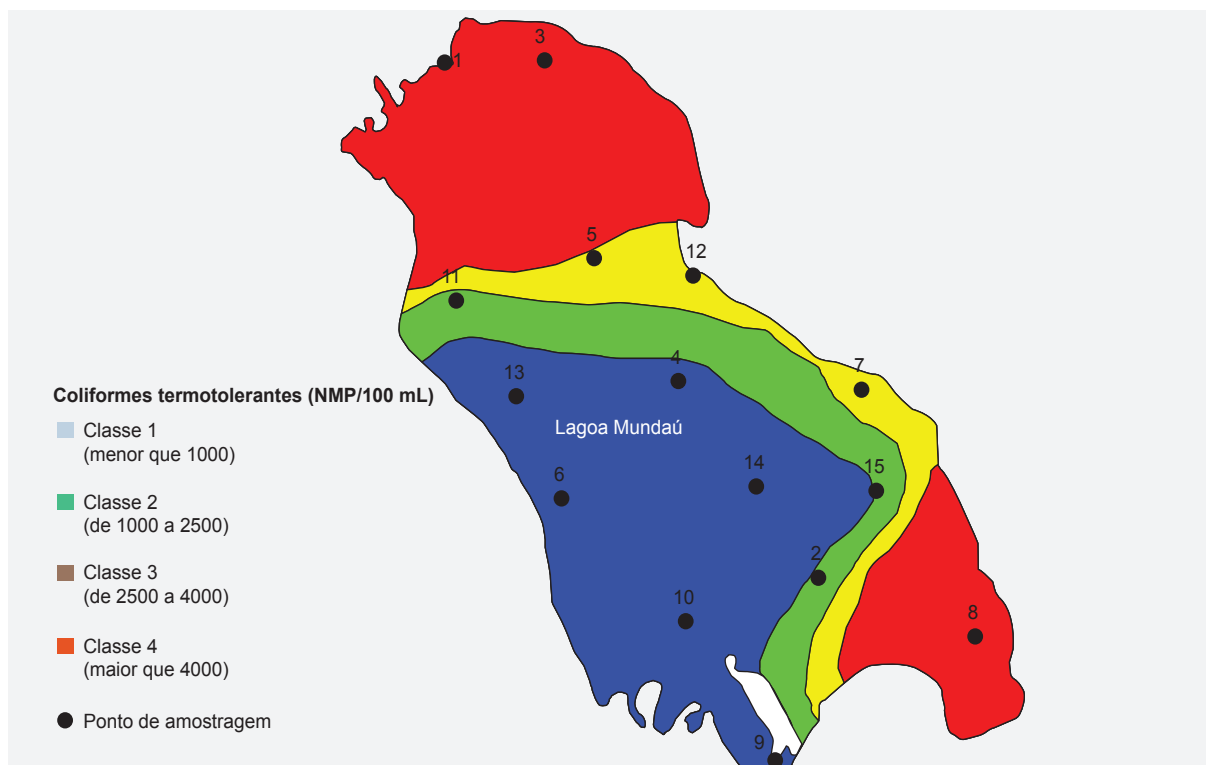 3
1
5
12
11
7
4
13
Coliformes termotolerantes (NMP/100 mL)
Classe 1
(menor que 1000)
Lagoa Mundaú
14
15
6
Classe 2
(de 1000 a 2500)
2
Classe 3
(de 2500 a 4000)
10
8
Classe 4
(maior que 4000)
Ponto de amostragem
9